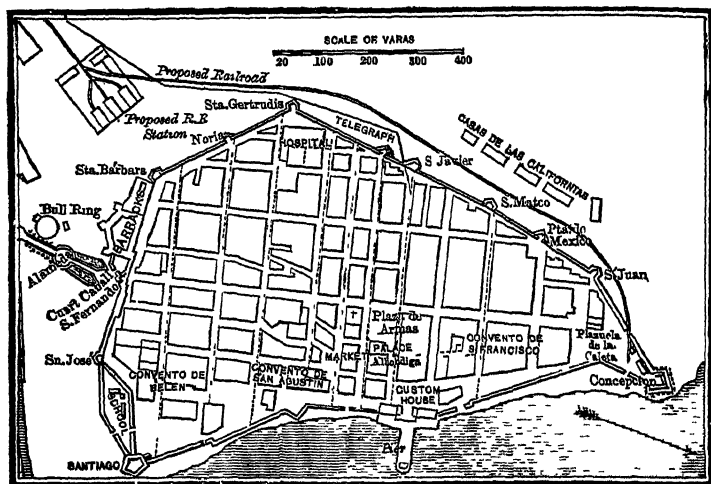 SCALE OF VARAS
20 100 200 300 400
Proposed Railroad
Proposed R.R
Station
Sta. Gertrudis
TELEGRAPH
CASAS DE LAS CALIFORNIAS
Noria
HOSPITAL
S Javier
Sta. Bárbara
S. Mateo
Bull Ring
BARRACKS
Pta. de
Mexico
Alameda
Cuart Caballo
S. Fernando
S. Juan
Plaza de
Armas
Plazuela
de la
Caleta
MARKET
PALACE
Alhondiga
CONVENTO DE
S FRANCISCO
Sn. José
CONVENTO DE
BELEN
CONVENTO DE
SAN AGUSTIN
Concepcion
CUSTOM
HOUSE
SANTIAGO
Pier